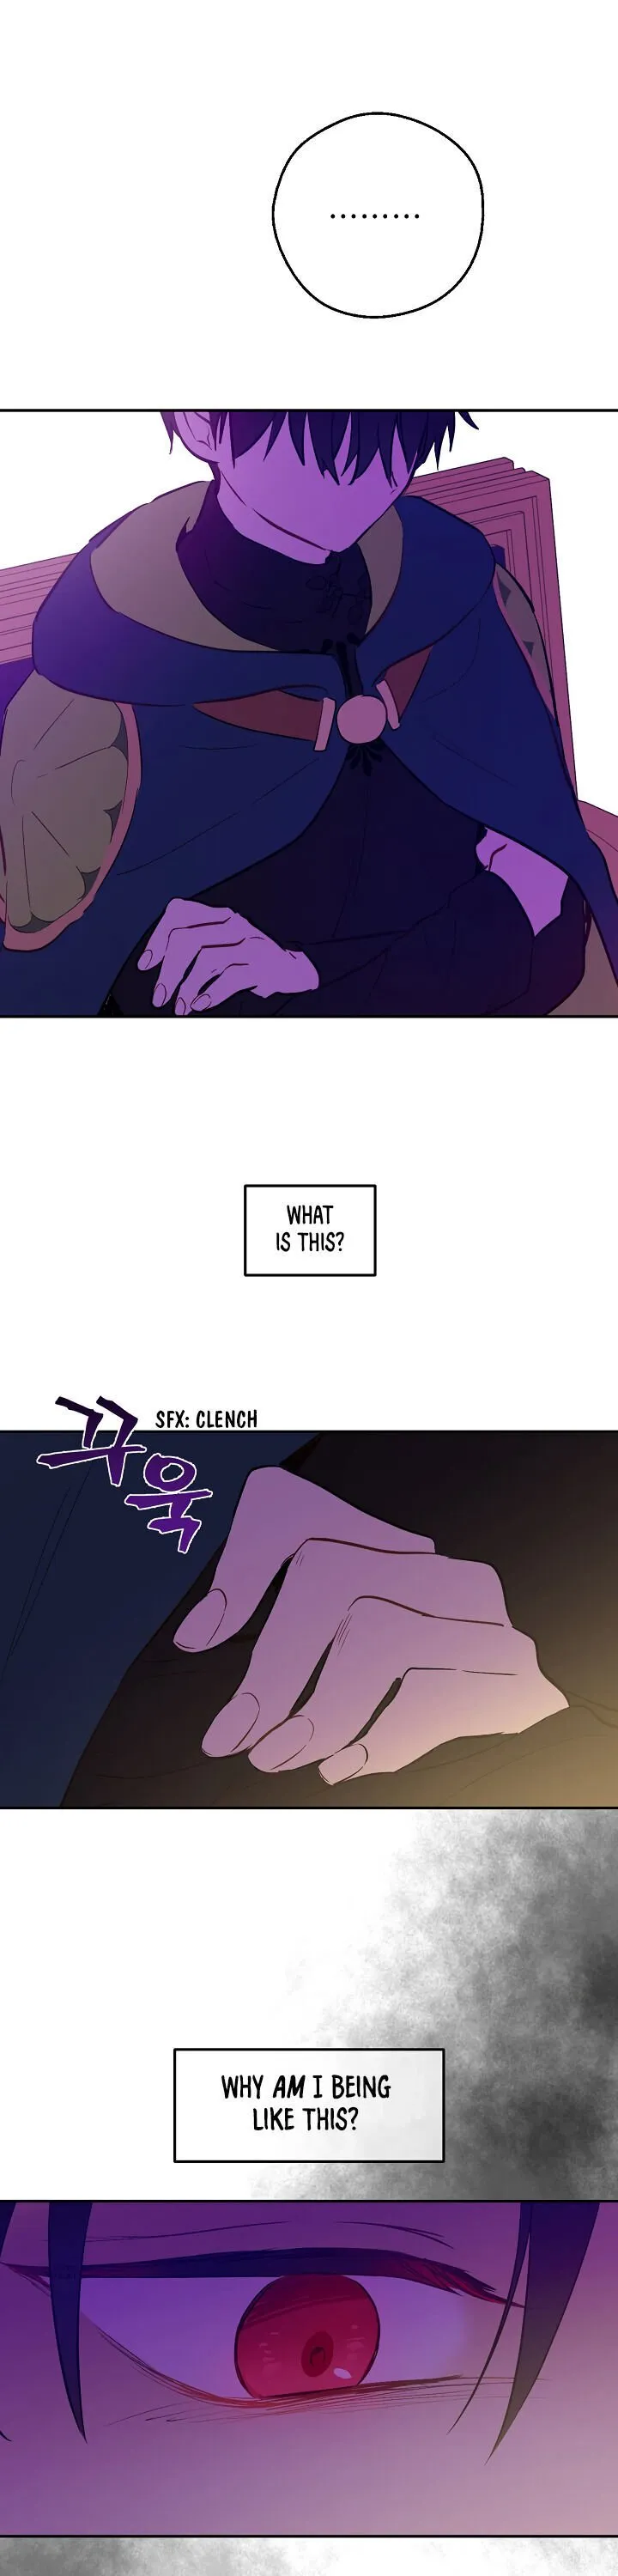 .........
WHAT
IS THIS?
SFX: CLENCH
꾸욱
WHY AM I BEING
LIKE THIS?